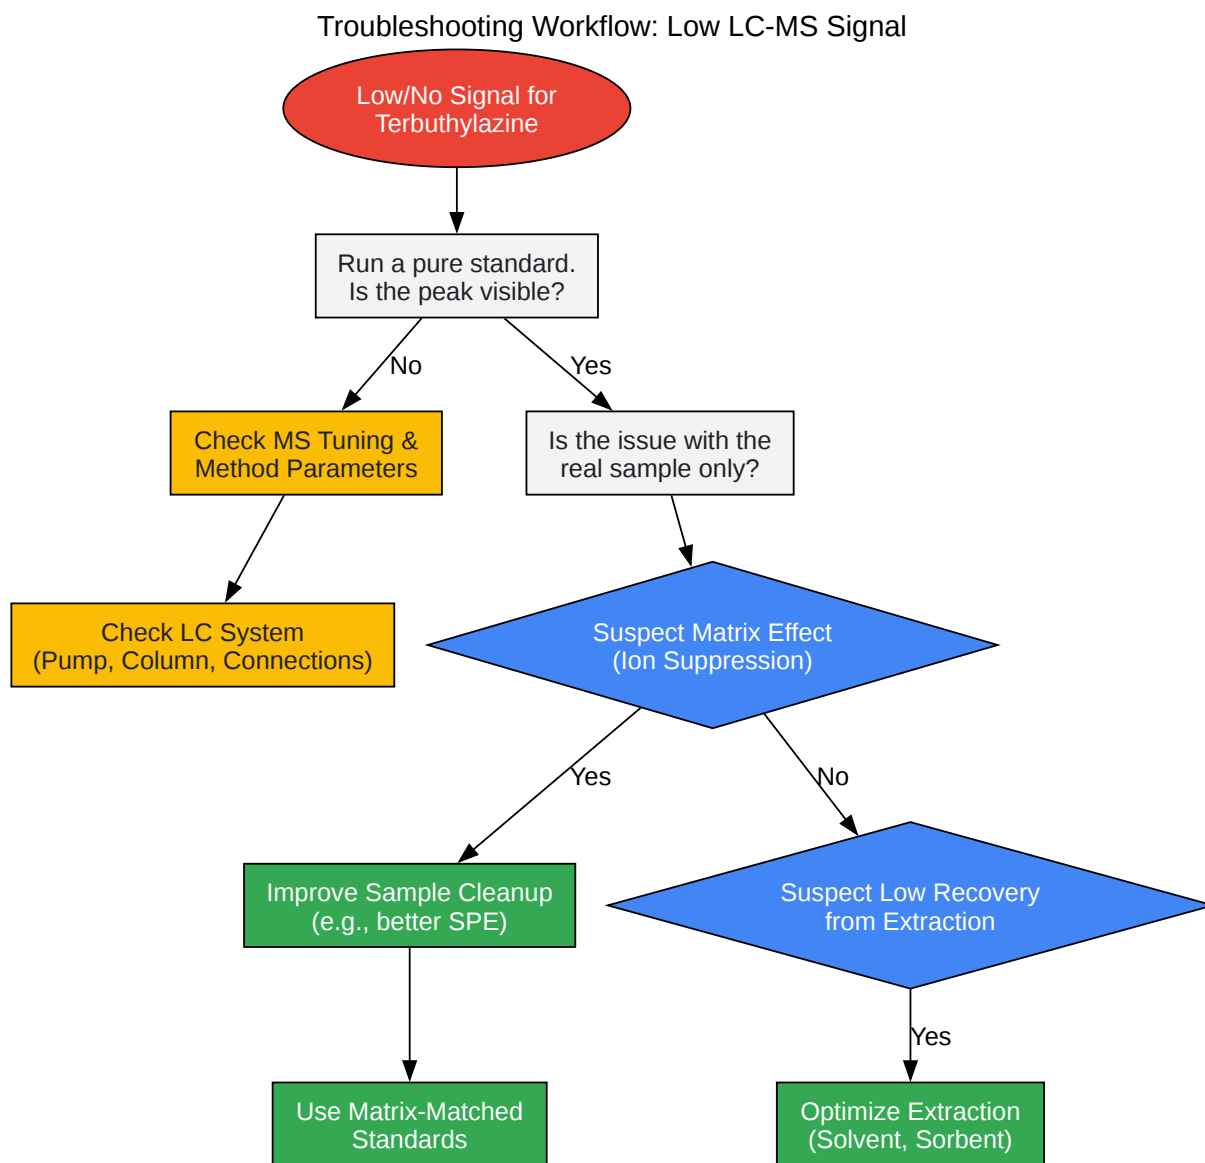 Troubleshooting Workflow: Low LC-MS Signal
Low/No Signal for
Terbuthylazine
Run a pure standard.
Is the peak visible?
No
Yes
Check MS Tuning &
Method Parameters
Is the issue with the
real sample only?
Check LC System
(Pump, Column, Connections)
Suspect Matrix Effect
(Ion Suppression)
Yes
No
Improve Sample Cleanup
(e.g., better SPE)
Suspect Low Recovery
from Extraction
Yes
Use Matrix-Matched
Standards
Optimize Extraction
(Solvent, Sorbent)